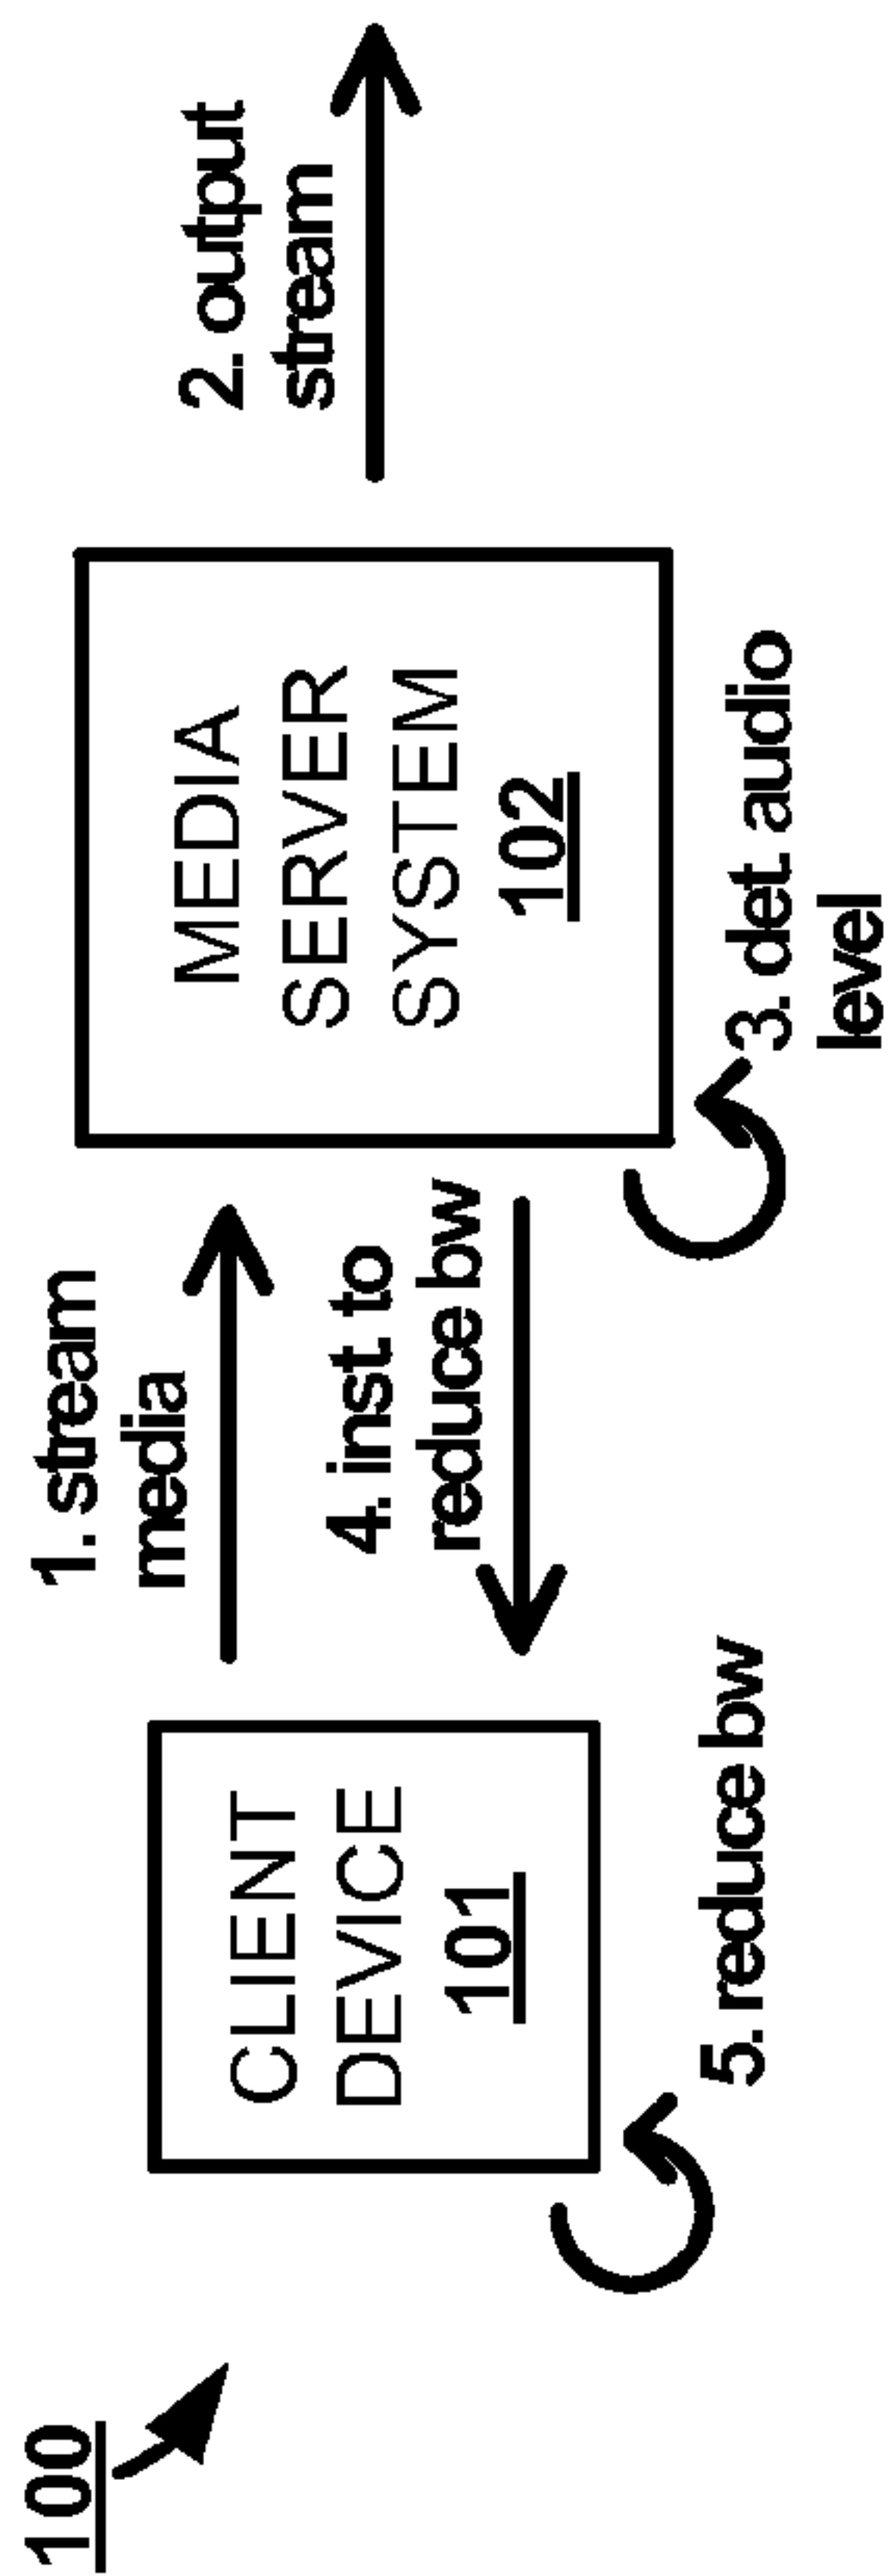 100
1. stream
media
2. output
stream
CLIENT
DEVICE
101
MEDIA
SERVER
SYSTEM
102
4. inst. to
reduce bw
3. det. audio
level
5. reduce bw